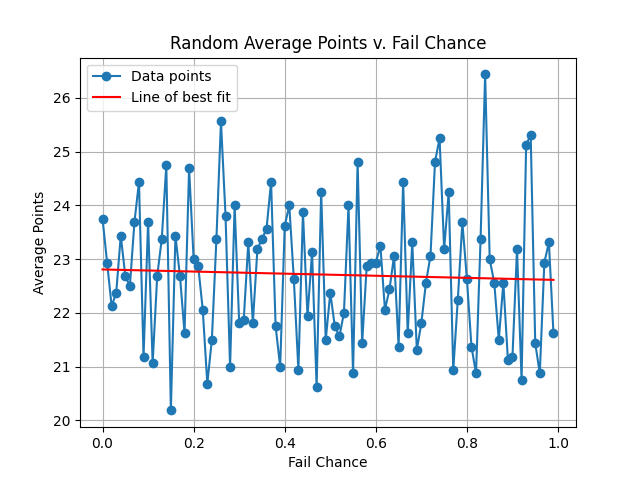 Random Average Points v. Fail Chance
Data points
Line of best fit
26
25
24
23
22
21
20
Average Points
0.0 0.2 0.4 0.6 0.8 1.0
Fail Chance